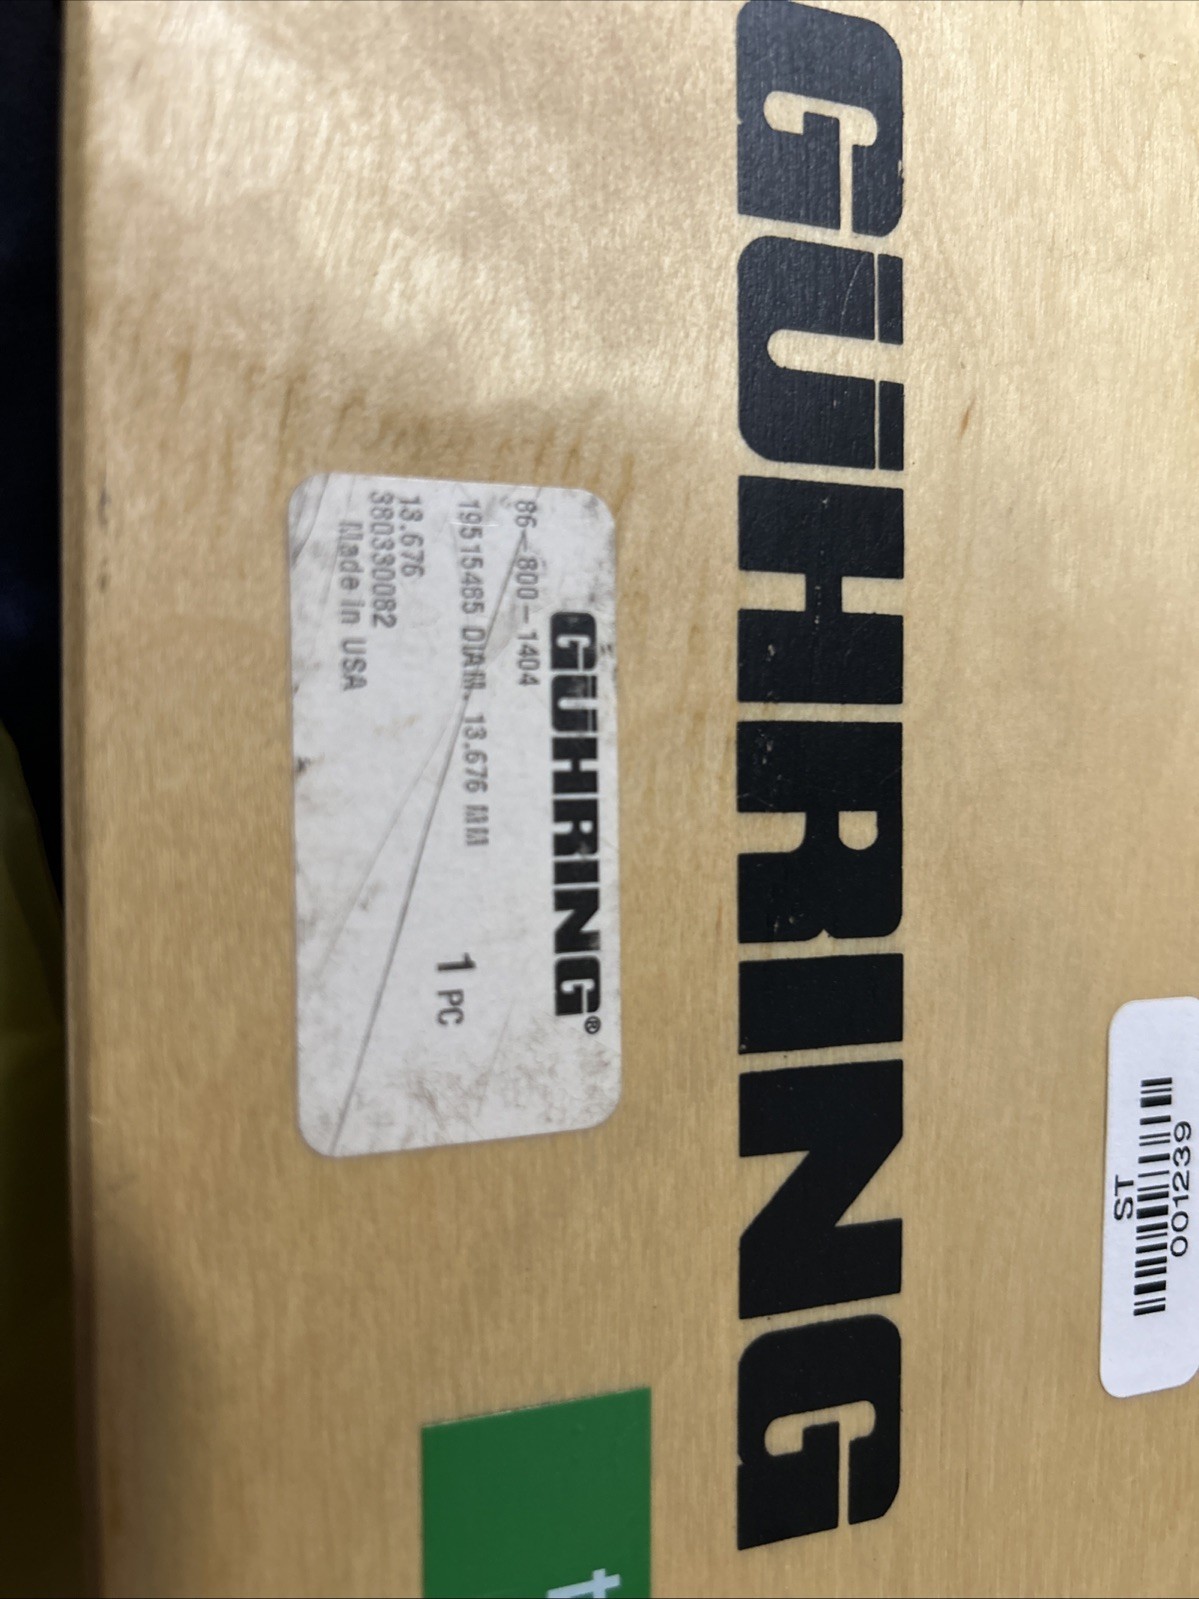 GÜHRING
ST
001239
GÜHRING®
86-800-1404
19515485 DIAM. 13.676 MM
1 PC
13.676
380330082
Made in USA
t